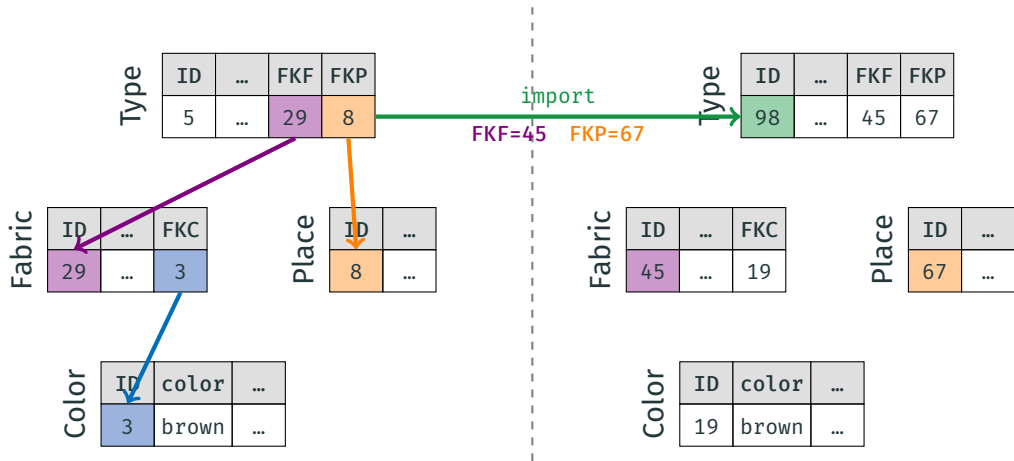 Type
ID … FKF FKP
5 … 29 8
import
FKF=45 FKP=67
Type
ID … FKF FKP
98 … 45 67
Fabric
ID … FKC
29 … 3
Place
ID …
8 …
Fabric
ID … FKC
45 … 19
Place
ID …
67 …
Color
ID color …
3 brown …
Color
ID color …
19 brown …